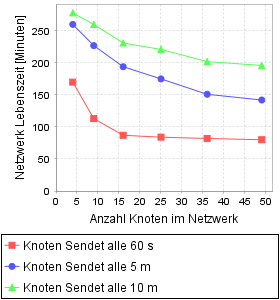 Netzwerk Lebenszeit [Minuten]
250
200
150
100
50
0
0 5 10 15 20 25 30 35 40 45 50
Anzahl Knoten im Netzwerk
Knoten Sendet alle 60 s
Knoten Sendet alle 5 m
Knoten Sendet alle 10 m